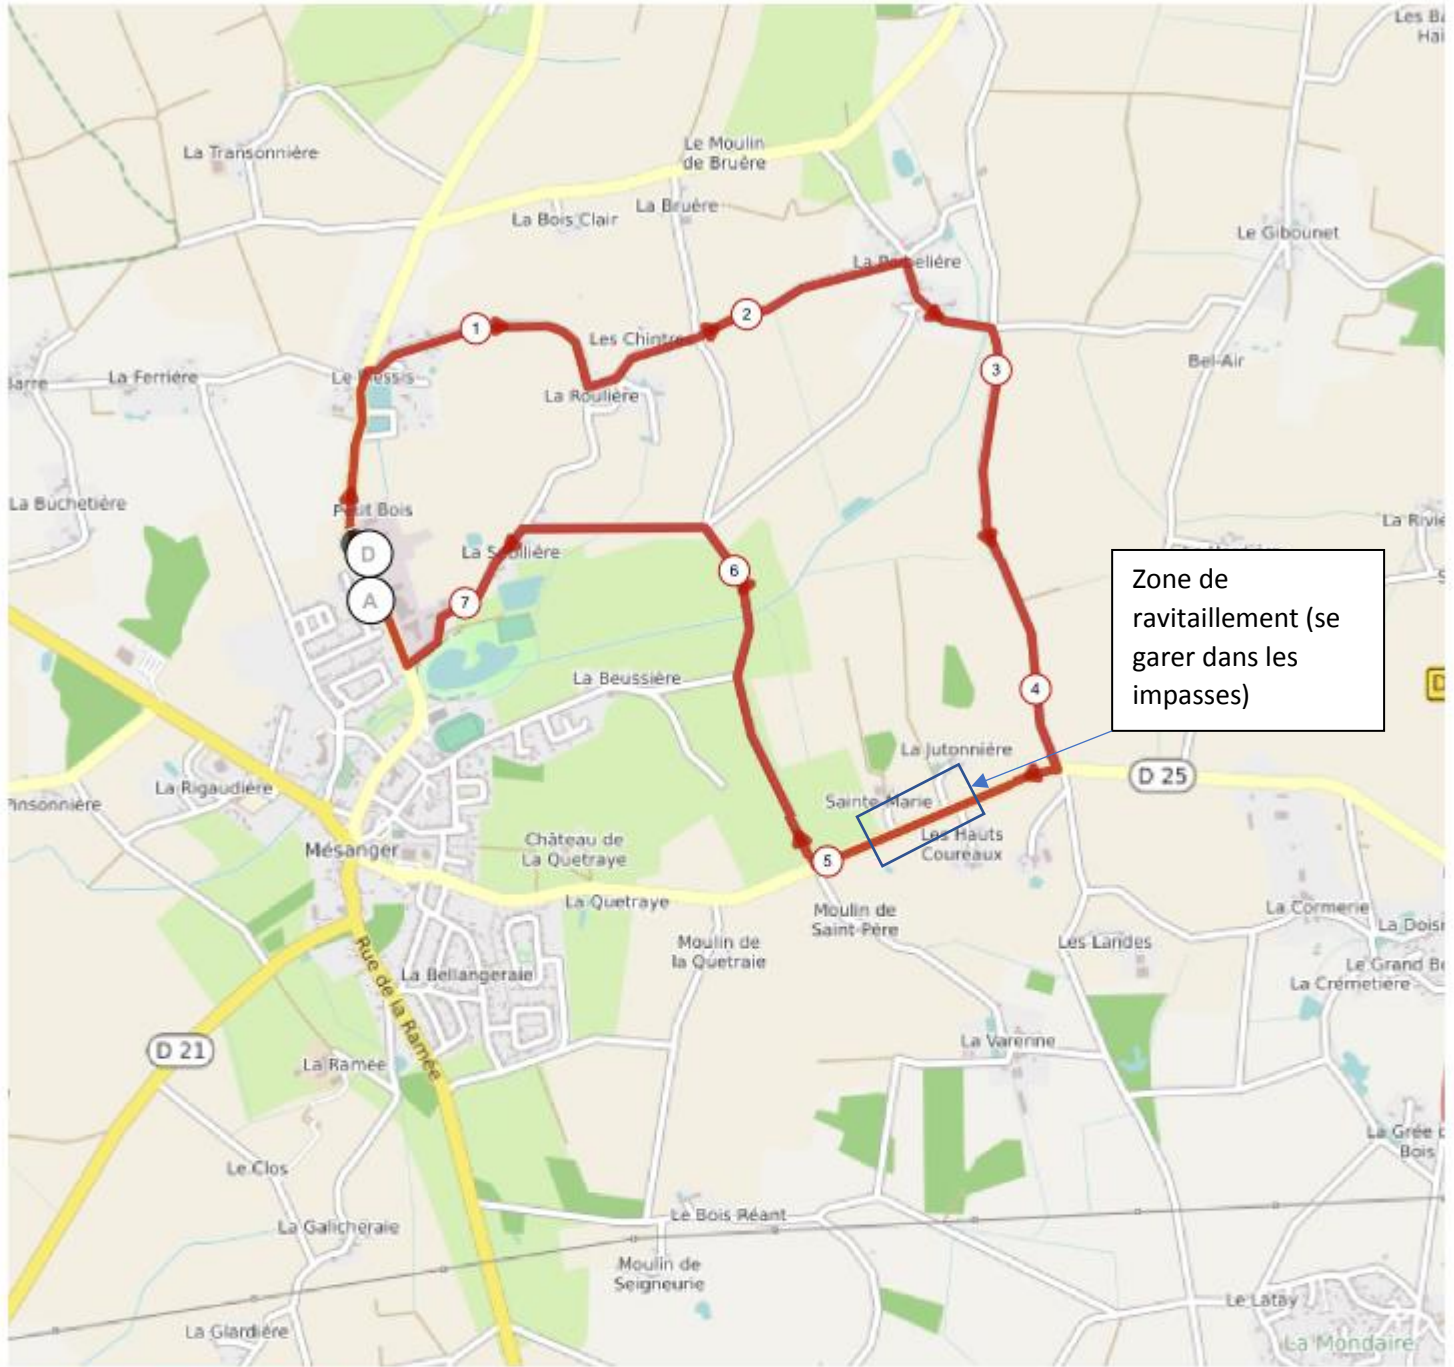 La Transonnière
Le Moulin
de Bruère
La Bruère
La Bois Clair
Le Gibounet
1
2
Les Chintre
3
Bel-Air
La Ferrière
La Roulière
La Buchetière
Petit Bois
D
A
7
6
Zone de
ravitaillement (se
garer dans les
impasses)
La Beussière
4
La Jutonnière
D 25
La Rigaudière
Sainte-Marie
Mésanger
Château de
La Quetraye
Les Hauts
Coureaux
5
La Quetraye
Moulin de
Saint-Père
La Cormerie
Moulin de
la Quetraie
Les Landes
La Bellangeraie
Le Grand
La Crémetière
Rue de la Ramée
D 21
La Varenne
La Ramée
Le Clos
Bois
La Galicheraie
Le Bois Réant
Moulin de
Seigneurie
Le Latay
La Glardière
La Mondaire